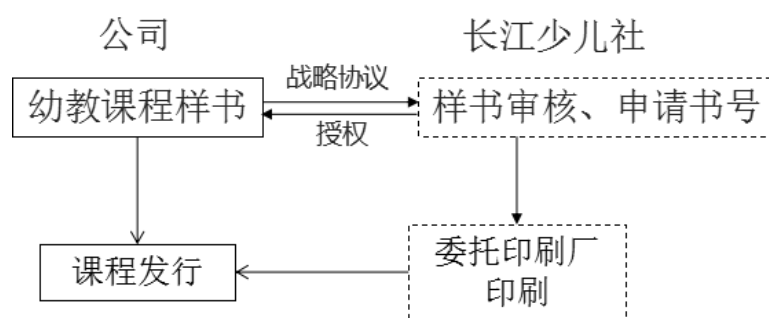 公司
长江少儿社
战略协议
幼教课程样书
样书审核、申请书号
授权
委托印刷厂
印刷
课程发行